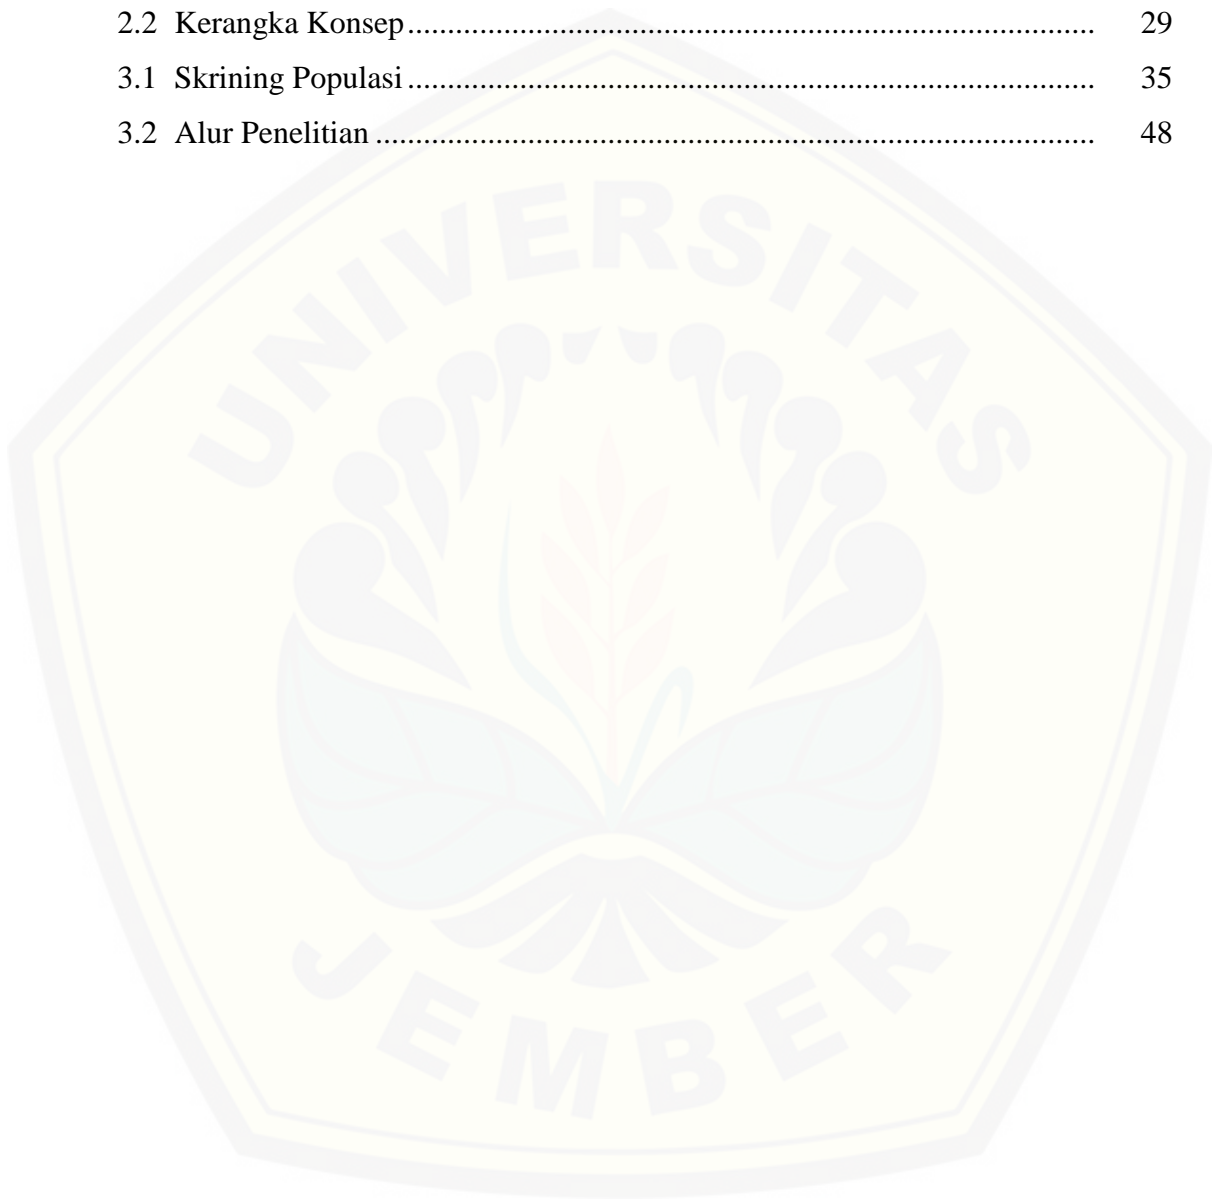 2.2 Kerangka Konsep.................................................................................... 29
3.1 Skrining Populasi.................................................................................... 35
3.2 Alur Penelitian........................................................................................ 48
UNIVERSITAS
JEMBER